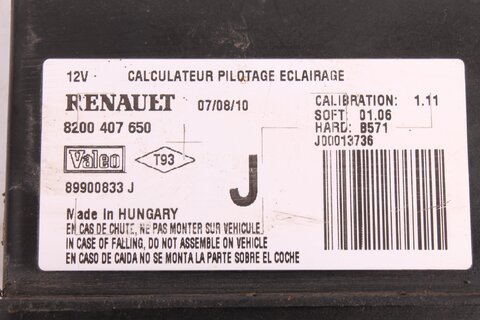 12V CALCULATEUR PILOTAGE ECLAIRAGE
RENAULT 07/08/10 CALIBRATION: 1.11
8200 407 650 SOFT 01.06
HARD: B571
J00013736
Valeo T93
89900833 J J
Made In HUNGARY
EN CAS DE CHUTE, NE PAS MONTER SUR VEHICULE
IN CASE OF FALLING, DO NOT ASSEMBLE ON VEHICLE
EN CASO DE CAIDA NO SE MONTA LA PARTE SOBRE EL COCHE